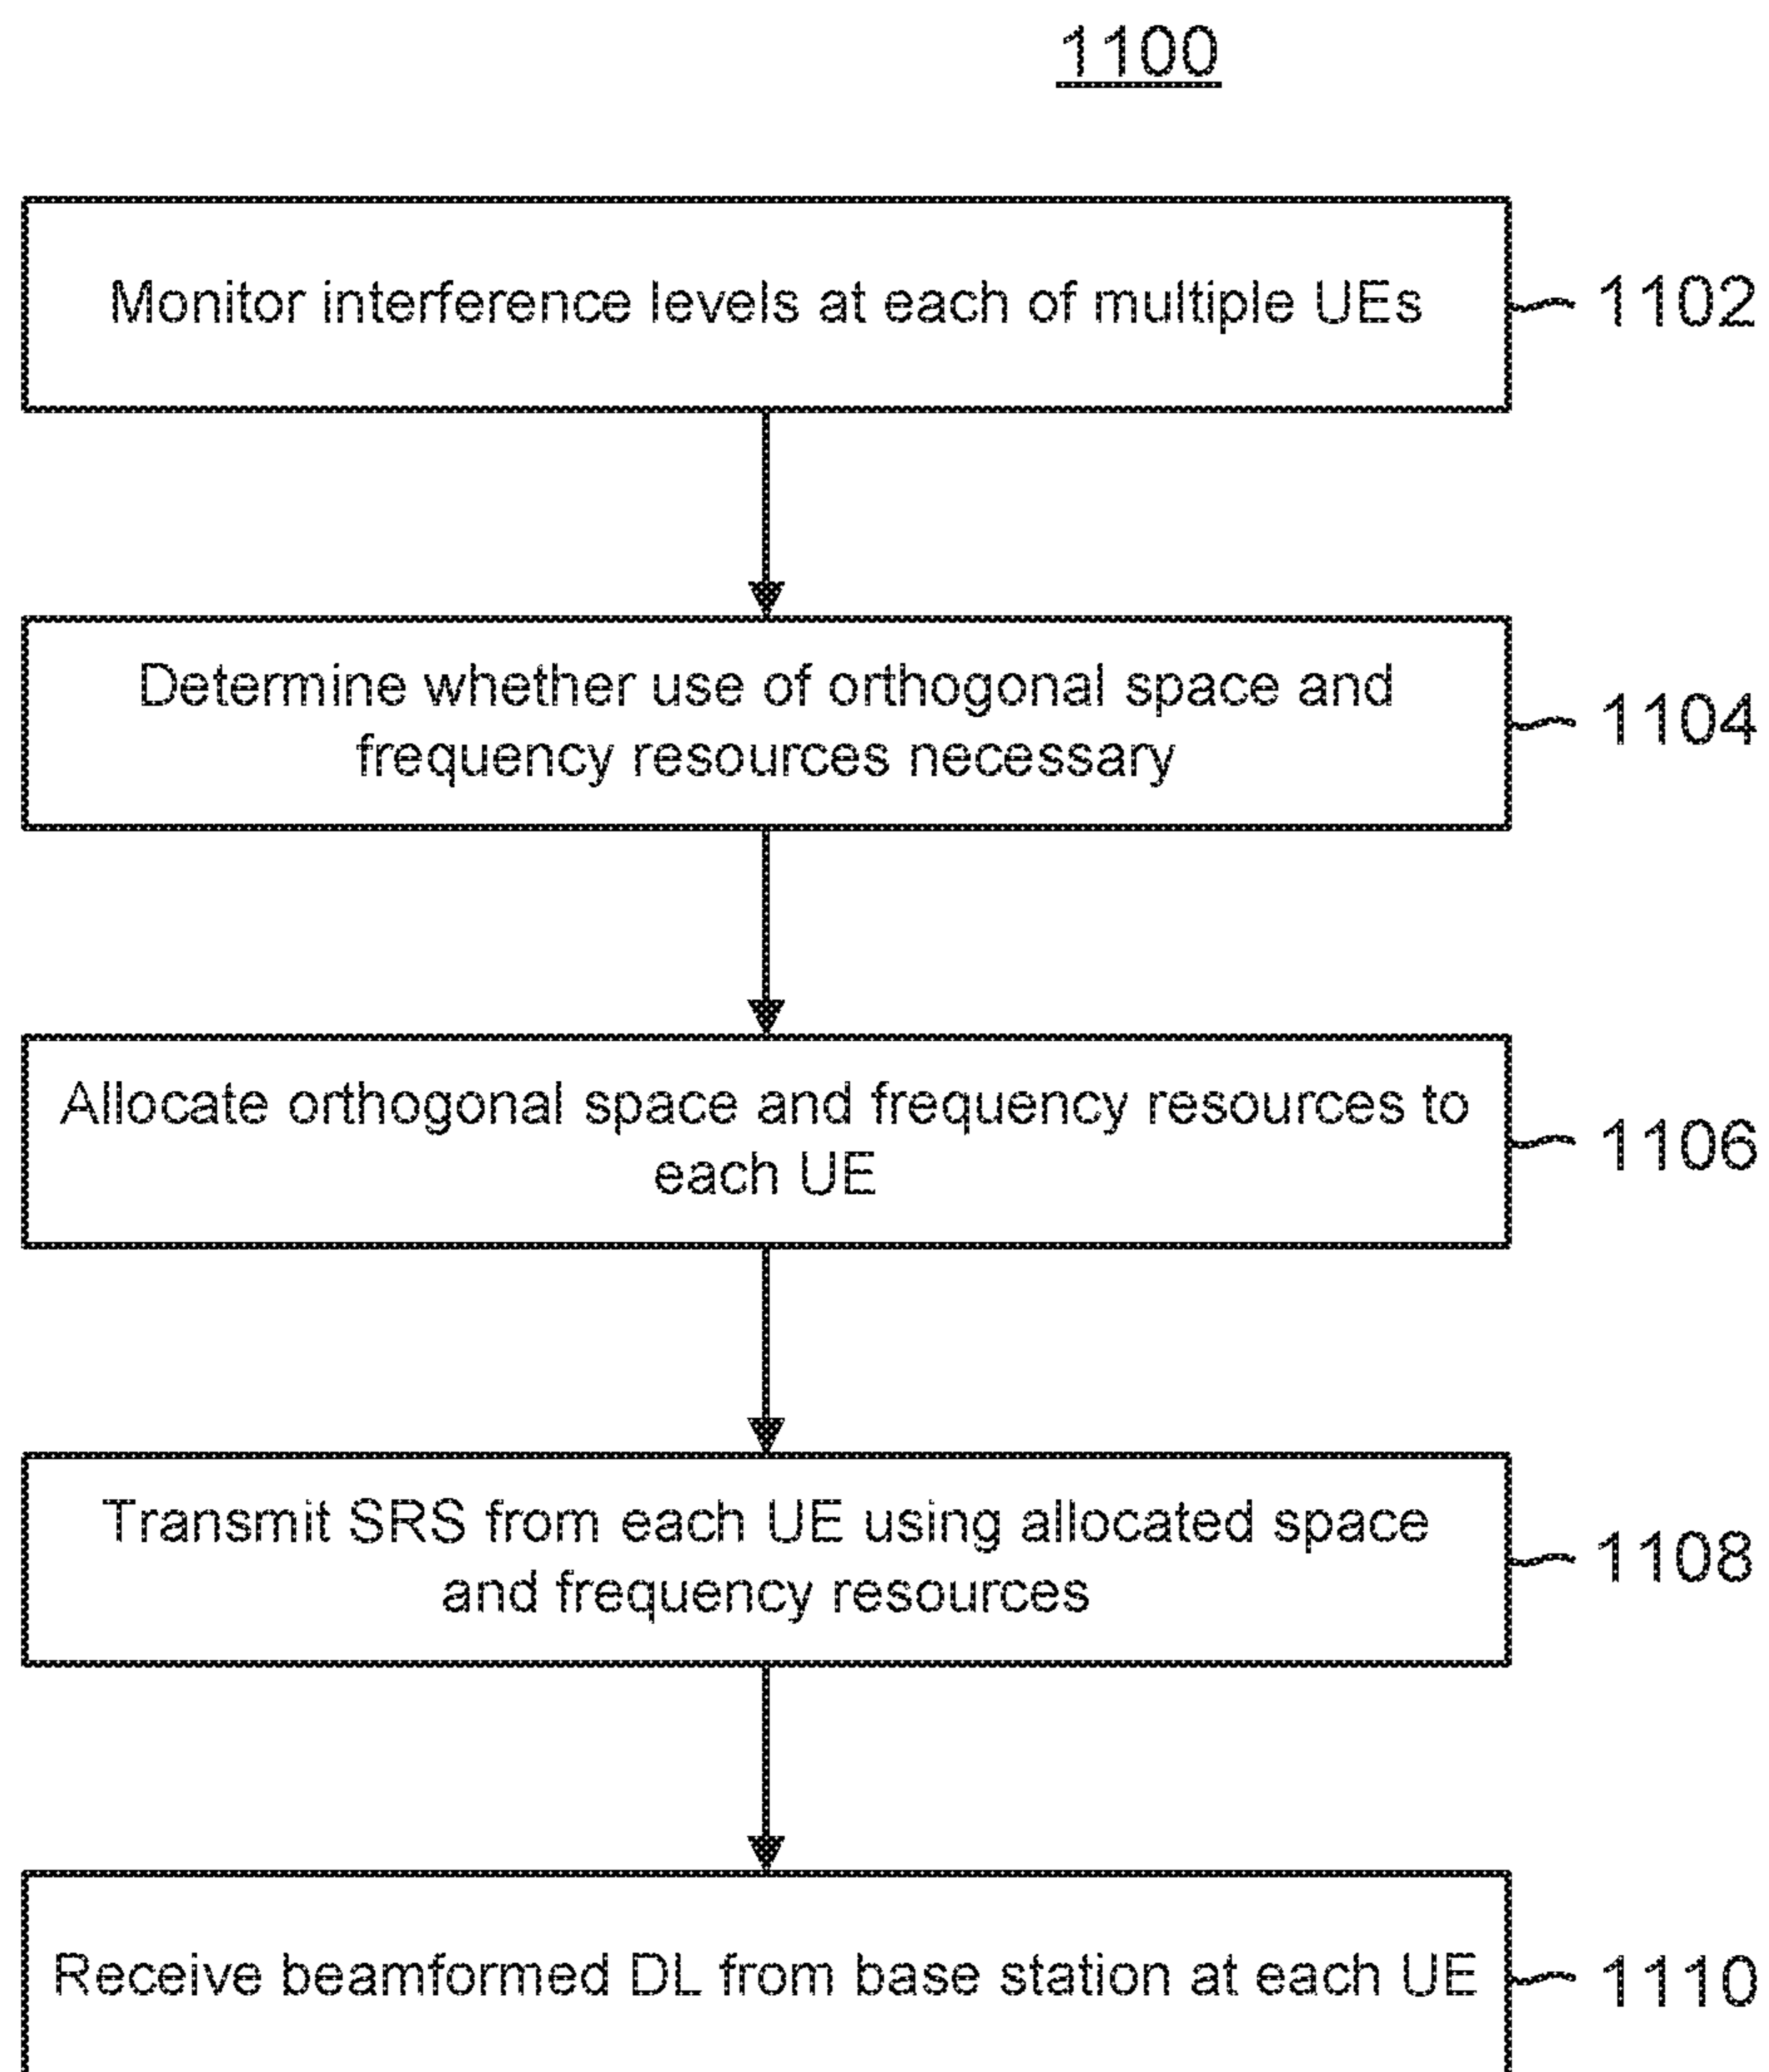 1100
Monitor interference levels at each of multiple UEs
1102
Determine whether use of orthogonal space and
frequency resources necessary
1104
Allocate orthogonal space and frequency resources to
each UE
1106
Transmit SRS from each UE using allocated space
and frequency resources
1108
Receive beamformed DL from base station at each UE
1110